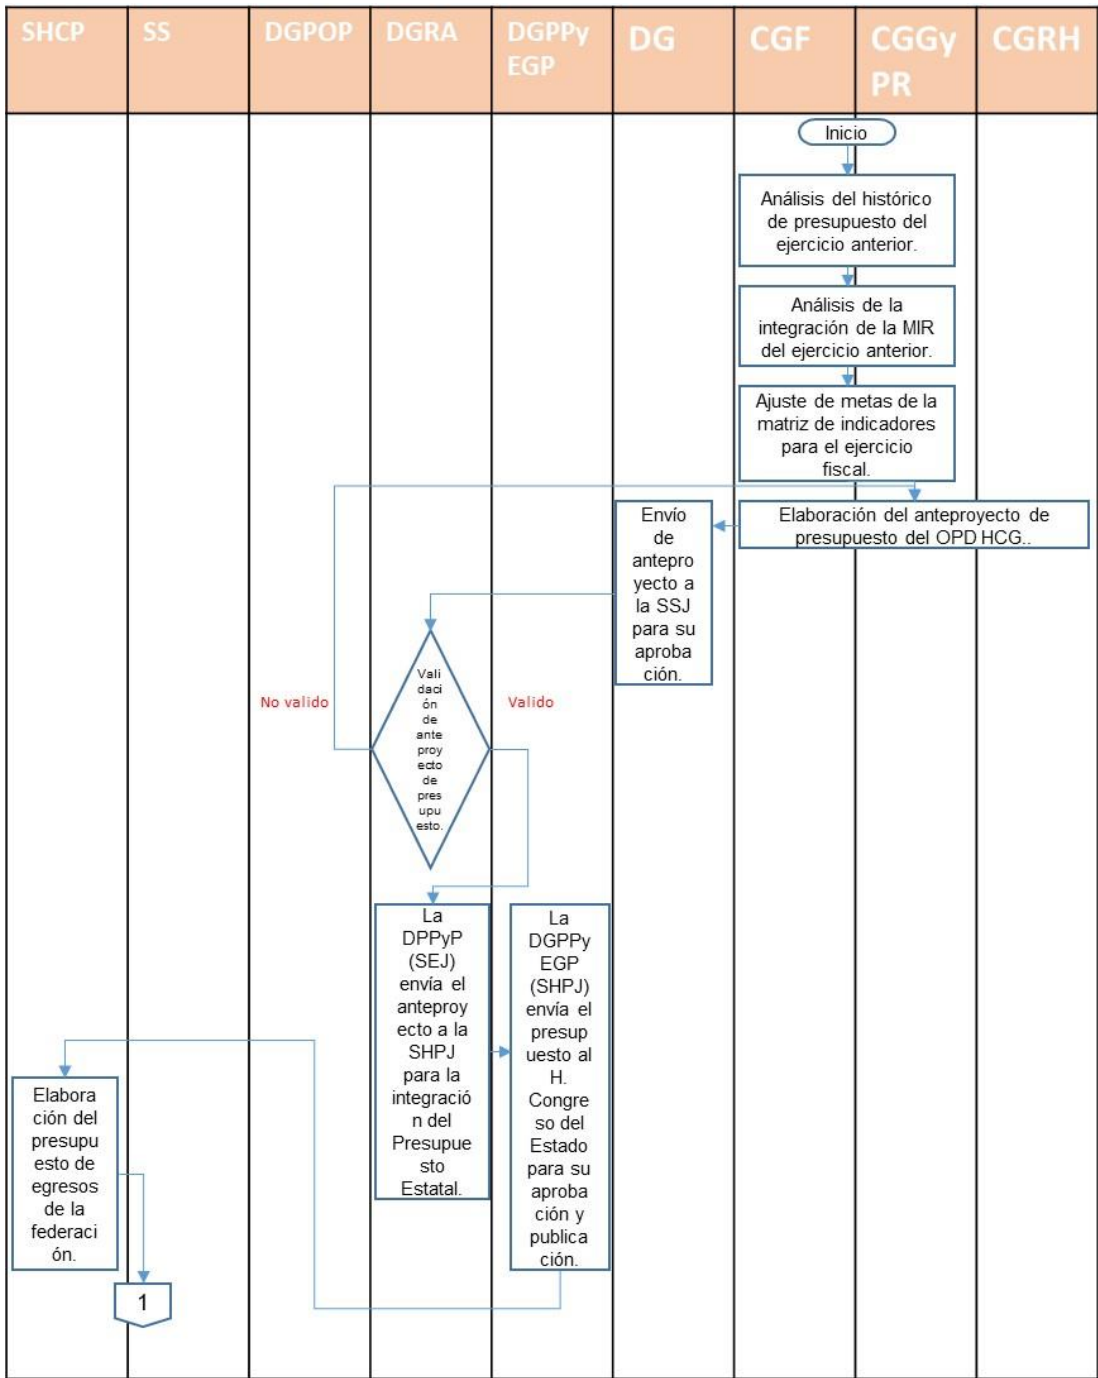 SHCP
SS
DGPOP
DGRA
DGPPy
EGP
DG
CGF
CGGy
PR
CGRH
Inicio
Análisis del histórico
de presupuesto del
ejercicio anterior.
Análisis de la
integración de la MIR
del ejercicio anterior.
Ajuste de metas de la
matriz de indicadores
para el ejercicio
fiscal.
Elaboración del anteproyecto de
presupuesto del OPD HCG..
Envío
de
antepro
yecto a
la SSJ
para su
aproba
ción.
Vali
daci
ón
de
ante
proy
ecto
de
pres
upu
esto.
No valido
Valido
La
DPPyP
(SEJ)
envía el
anteproy
ecto a la
SHPJ
para la
integració
n del
Presupue
sto
Estatal.
La
DGPPy
EGP
(SHPJ)
envía el
presup
uesto al
H.
Congre
so del
Estado
para su
aproba
ción y
publica
ción.
Elabora
ción del
presupu
esto de
egresos
de la
federaci
ón.
1